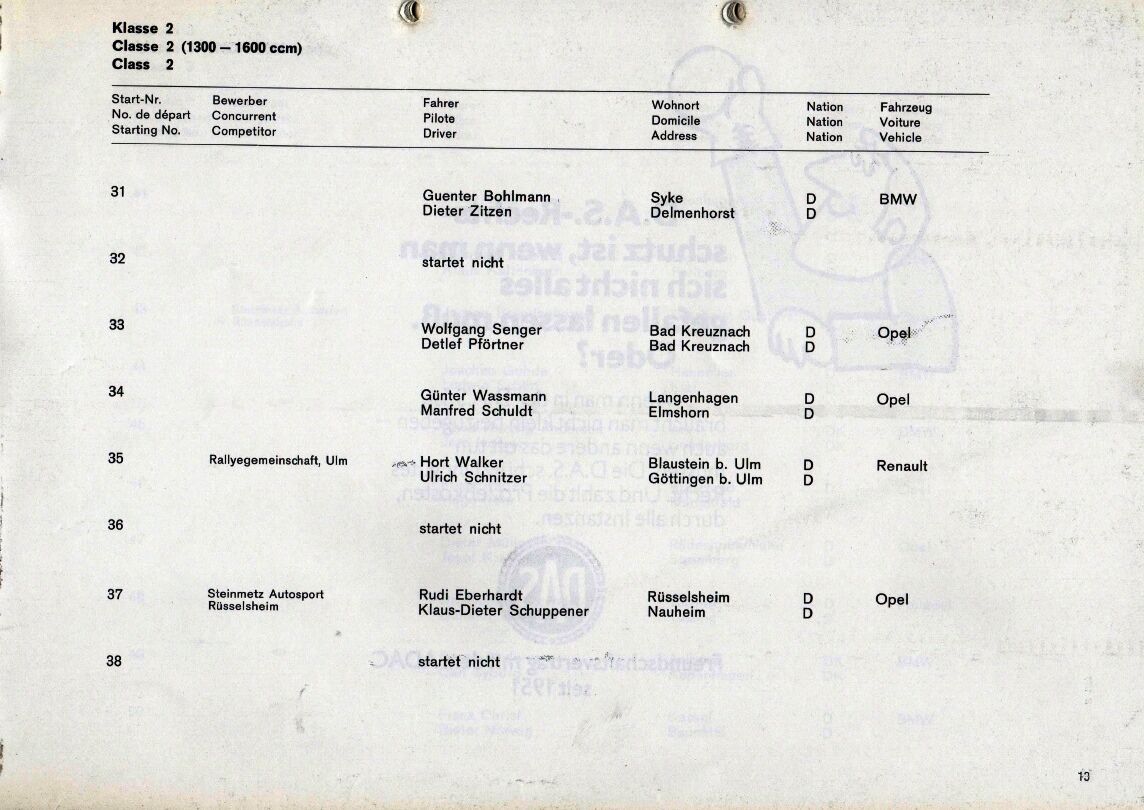 Klasse 2
Classe 2 (1300 – 1600 ccm)
Class 2
Start-Nr. Bewerber Fahrer Wohnort Nation Fahrzeug
No. de départ Concurrent Pilote Domicile Nation Voiture
Starting No. Competitor Driver Address Nation Vehicle
31 Guenter Bohlmann Syke D BMW
Dieter Zitzen Delmenhorst D
32 startet nicht
33 Wolfgang Senger Bad Kreuznach D Opel
Detlef Pförtner Bad Kreuznach D
34 Günter Wassmann Langenhagen D Opel
Manfred Schuldt Elmshorn D
35 Rallyegemeinschaft, Ulm Hort Walker Blaustein b. Ulm D Renault
Ulrich Schnitzer Göttingen b. Ulm D
36 startet nicht
37 Steinmetz Autosport Rudi Eberhardt Rüsselsheim D Opel
Rüsselsheim Klaus-Dieter Schuppener Nauheim D
38 startet nicht